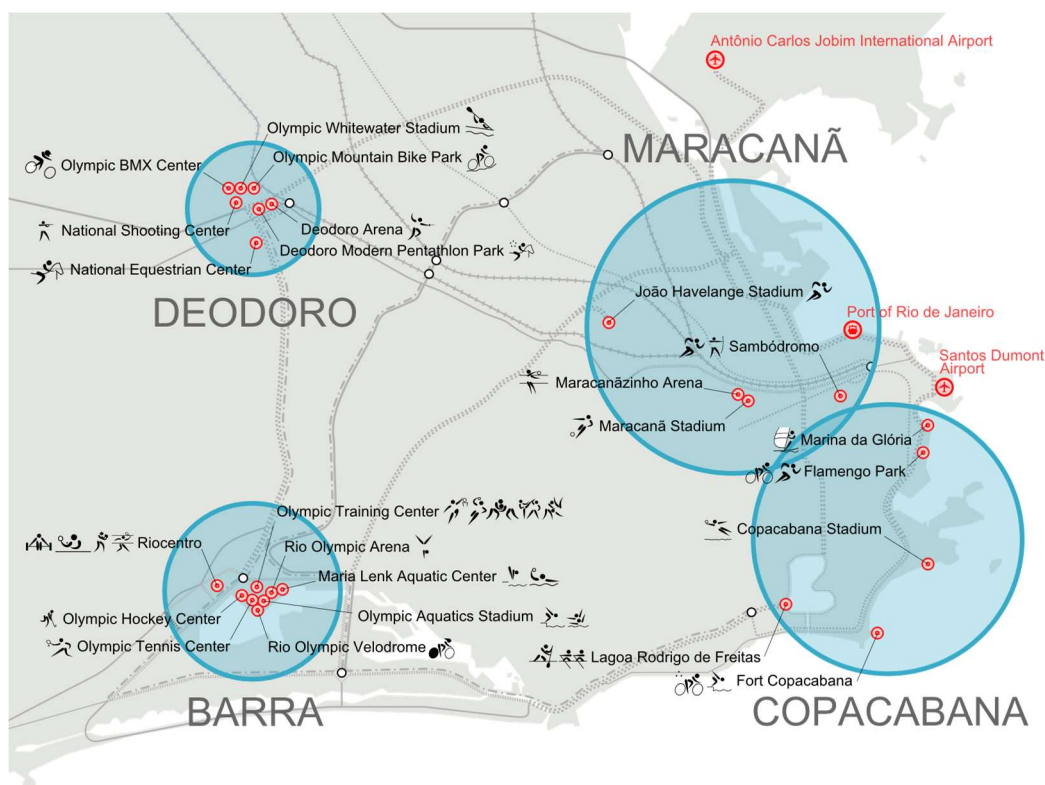 Antônio Carlos Jobim International Airport
Olympic Whitewater Stadium
MARACANÃ
Olympic BMX Center
Olympic Mountain Bike Park
National Shooting Center
Deodoro Arena
Deodoro Modern Pentathlon Park
National Equestrian Center
João Havelange Stadium
DEODORO
Port of Rio de Janeiro
Sambódromo
Santos Dumont
Airport
Maracanãzinho Arena
Maracanã Stadium
Marina da Glória
Flamengo Park
Olympic Training Center
Copacabana Stadium
Riocentro
Rio Olympic Arena
Maria Lenk Aquatic Center
Olympic Hockey Center
Olympic Aquatics Stadium
Olympic Tennis Center
Rio Olympic Velodrome
Lagoa Rodrigo de Freitas
Fort Copacabana
BARRA
COPACABANA